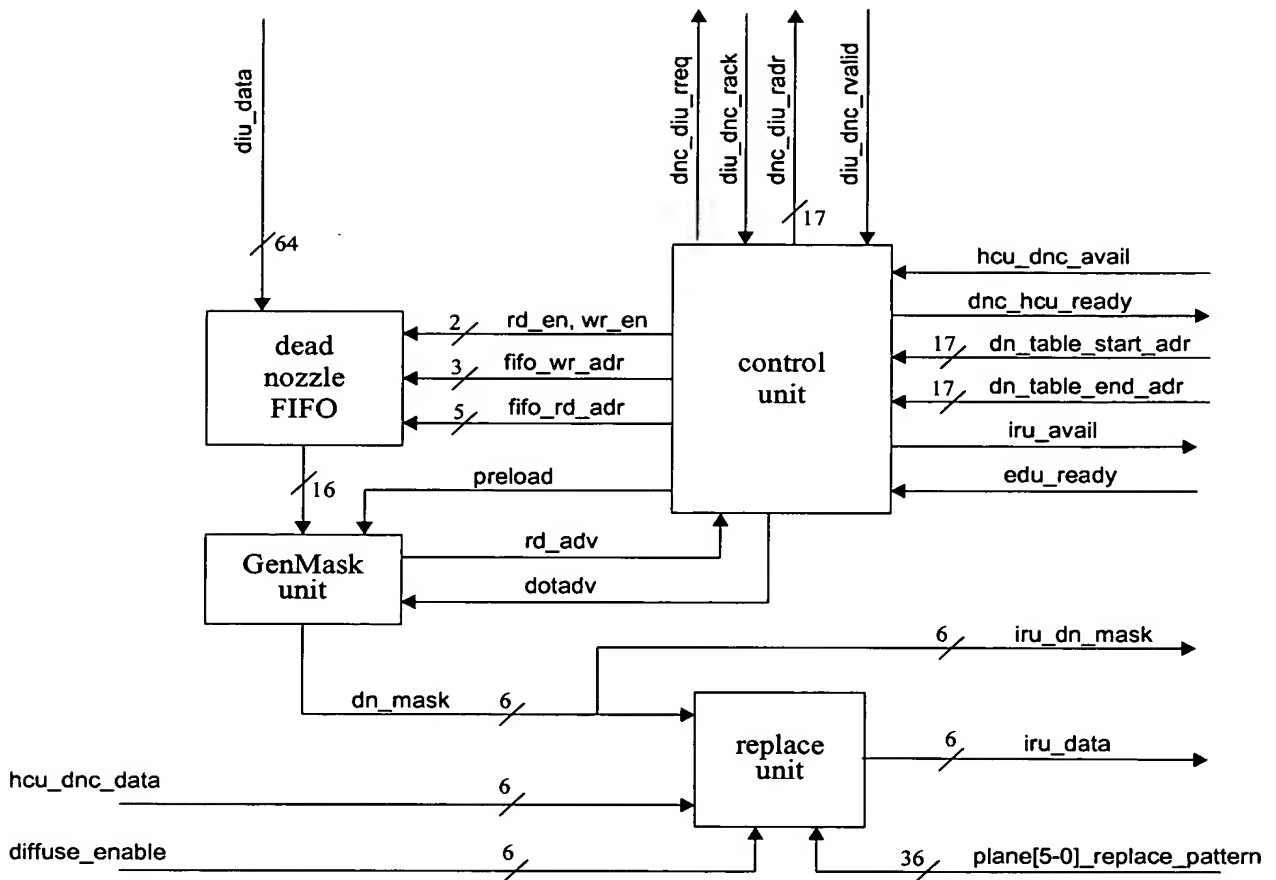 diu_data
dnc_diu_rreq
diu_dnc_rack
dnc_diu_radr
diu_dnc_rvalid
64
17
hcu_dnc_avail
dnc_hcu_ready
17 dn_table_start_adr
17 dn_table_end_adr
iru_avail
edu_ready
dead
nozzle
FIFO
2 rd_en, wr_en
3 fifo_wr_adr
5 fifo_rd_adr
control
unit
16
preload
GenMask
unit
rd_adv
dotadv
6 iru_dn_mask
dn_mask 6
replace
unit
6 iru_data
hcu_dnc_data 6
diffuse_enable 6
36 plane[5-0]_replace_pattern